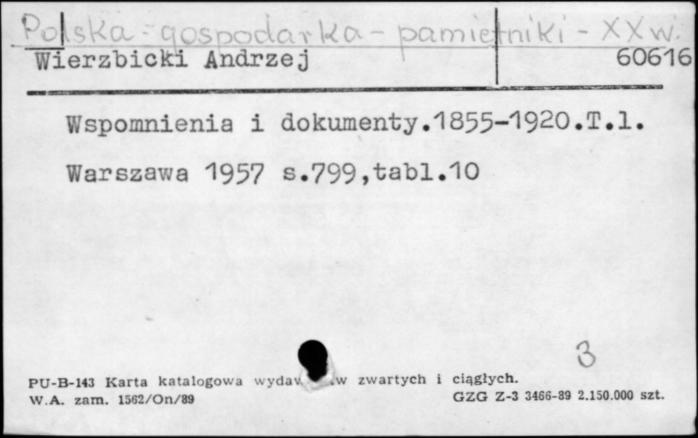 Polska - gospodarka - pamiętniki - XX w.
Wierzbicki Andrzej 60616
Wspomnienia i dokumenty.1855-1920.T.1.
Warszawa 1957 s.799,tabl.10
3
PU-B-143 Karta katalogowa wydaw w zwartych i ciągłych.
W.A. zam. 1562/On/89 GZG Z-3 3466-89 2.150.000 szt.